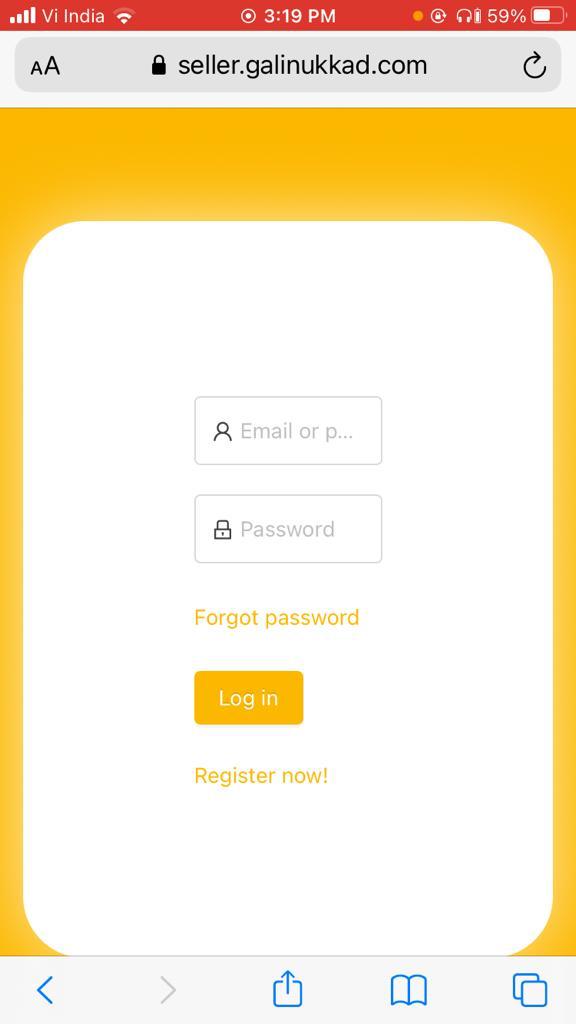 Vi India 3:19 PM 59%
AA seller.galinukkad.com
Email or p...
Password
Forgot password
Log in
Register now!